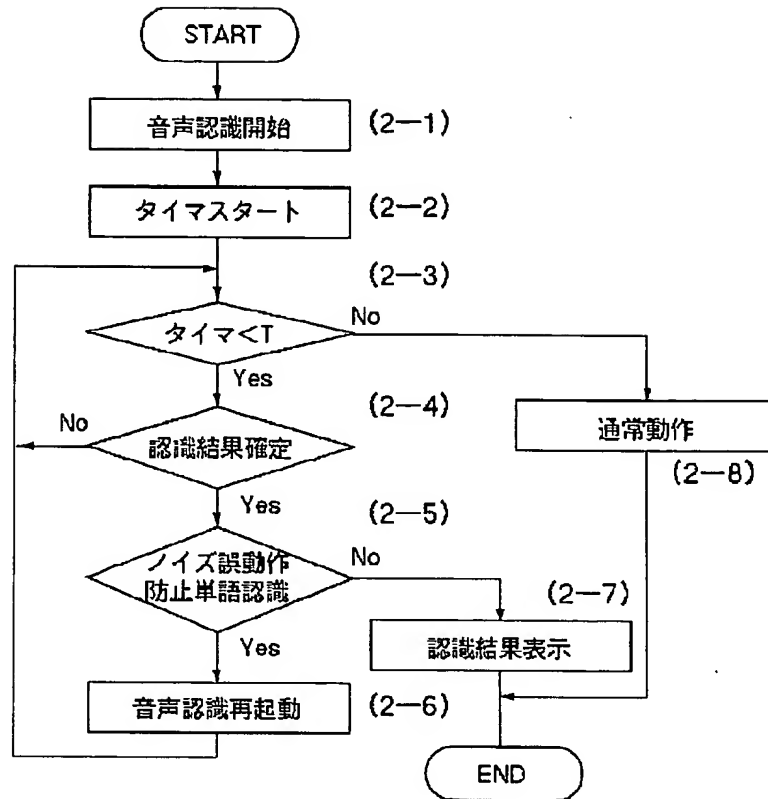 START
音声認識開始 (2—1)
タイマスタート (2—2)
(2—3)
タイマ<T
No
Yes
(2—4)
No
認識結果確定
通常動作
(2—8)
Yes
(2—5)
ノイズ誤動作
防止単語認識
No
(2—7)
Yes
認識結果表示
音声認識再起動 (2—6)
END